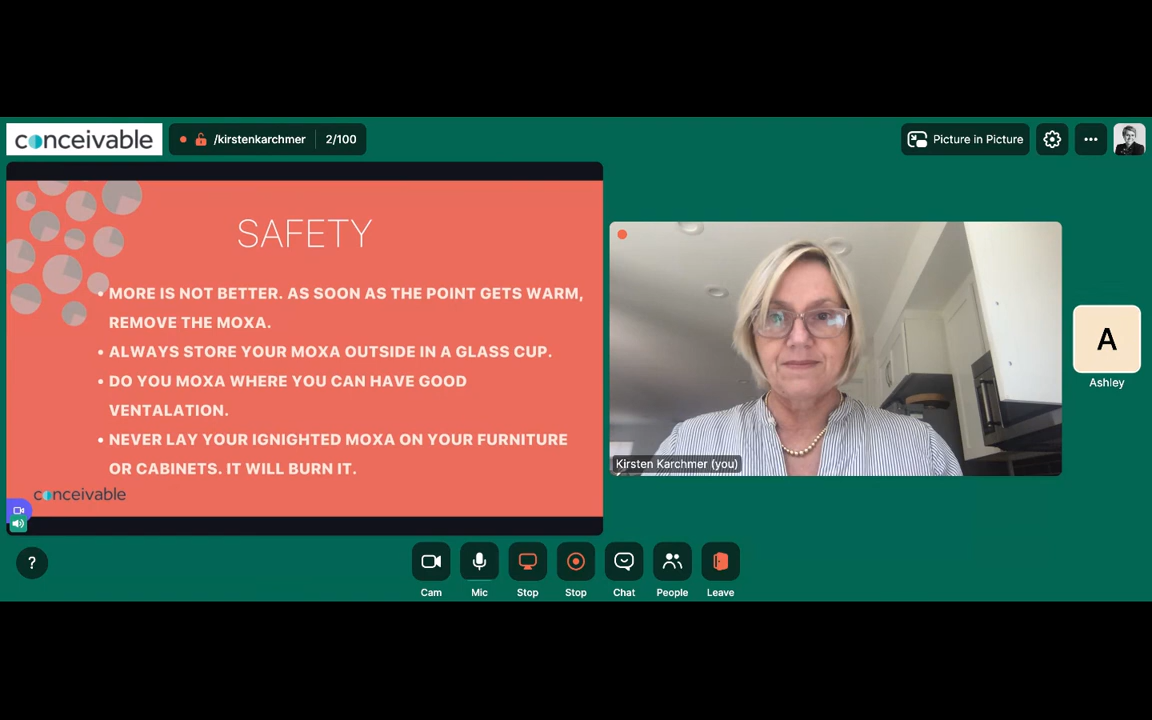 conceivable
/kirstenkarchmer
2/100
Picture in Picture
SAFETY
• MORE IS NOT BETTER. AS SOON AS THE POINT GETS WARM,
REMOVE THE MOXA.
• ALWAYS STORE YOUR MOXA OUTSIDE IN A GLASS CUP.
• DO YOU MOXA WHERE YOU CAN HAVE GOOD
VENTALATION.
• NEVER LAY YOUR IGNIGHTED MOXA ON YOUR FURNITURE
OR CABINETS. IT WILL BURN IT.
conceivable
Kirsten Karchmer (you)
A
Ashley
?
Cam
Mic
Stop
Stop
Chat
People
Leave